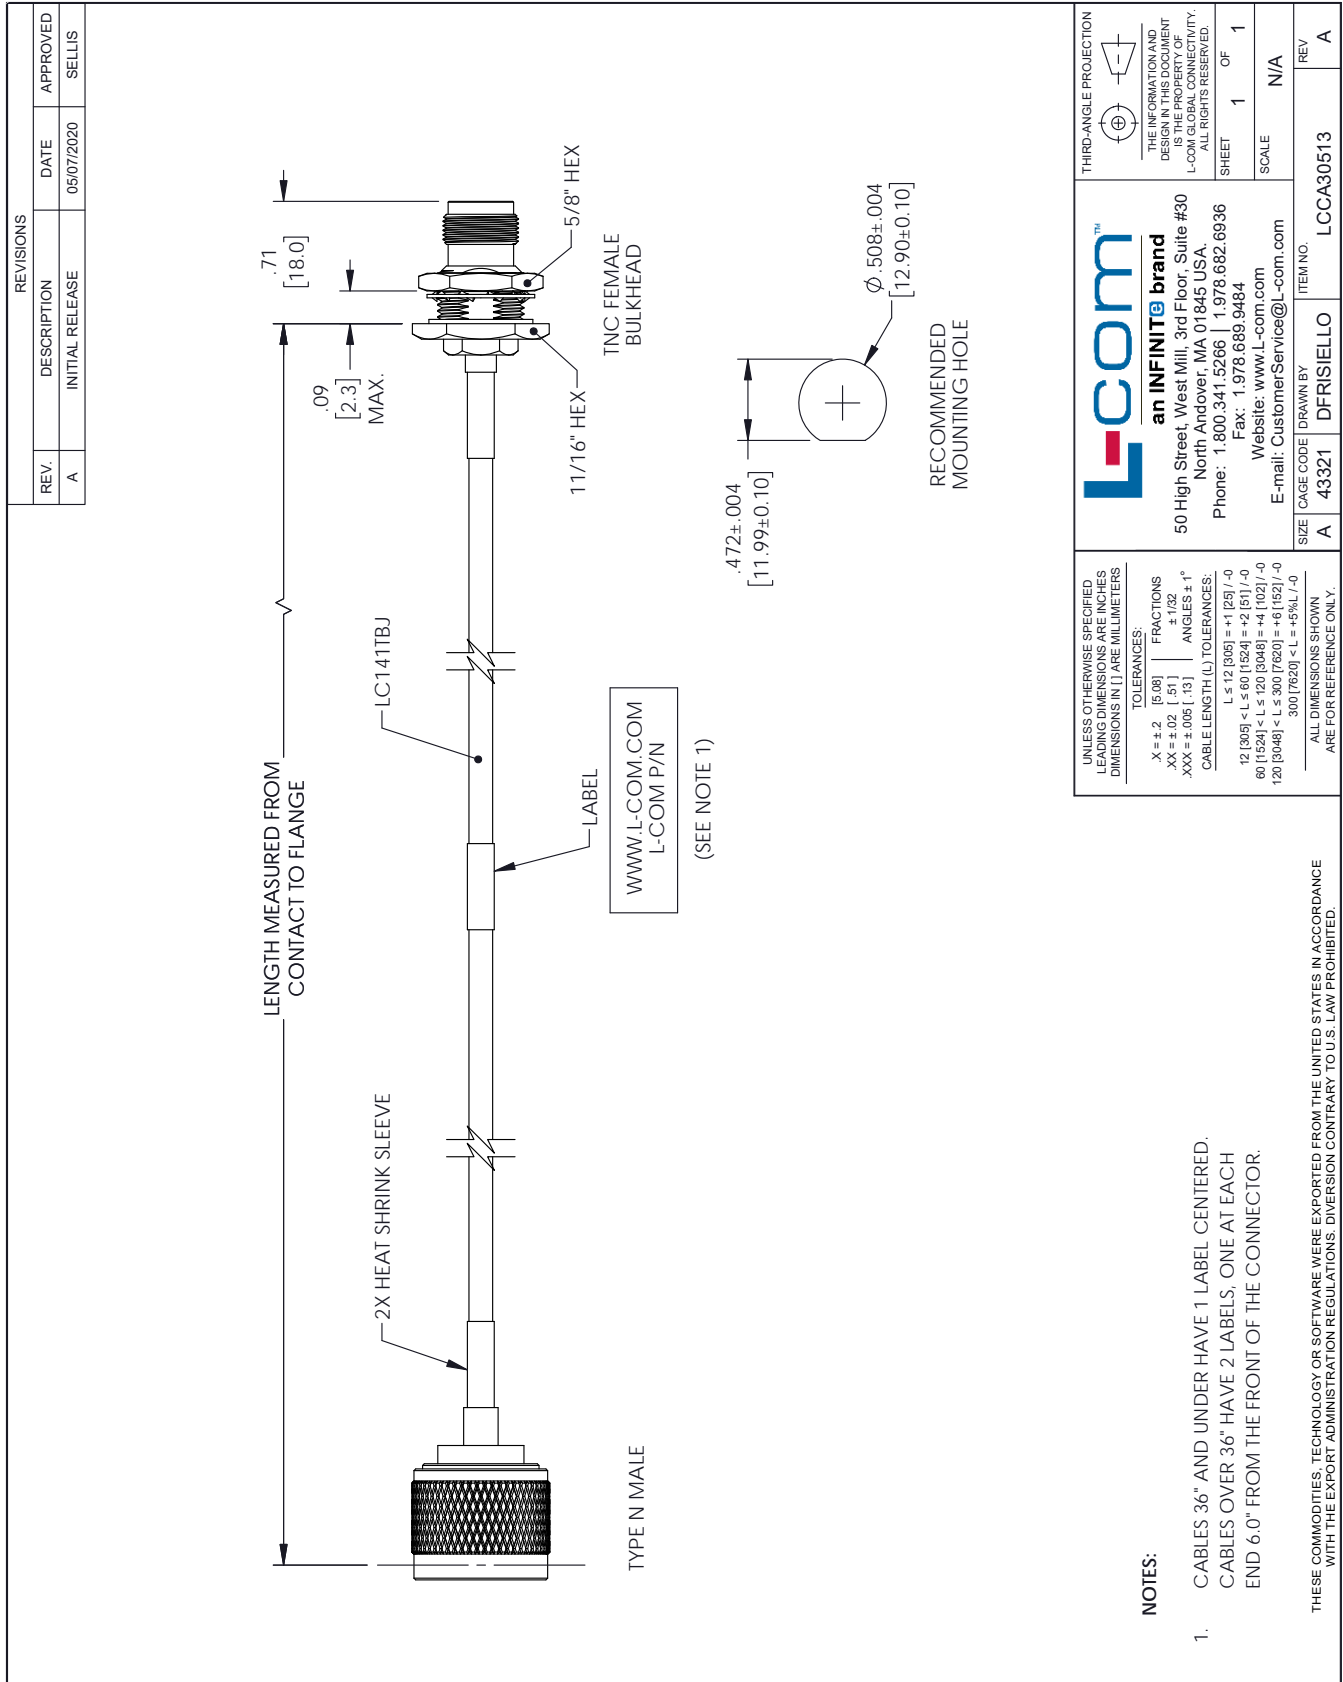 REVISIONS
REV.
DESCRIPTION
DATE
APPROVED
A
INITIAL RELEASE
05/07/2020
SELLIS
LENGTH MEASURED FROM
CONTACT TO FLANGE
.71
[18.0]
.09
[2.3]
MAX.
2X HEAT SHRINK SLEEVE
LC141TBJ
5/8" HEX
11/16" HEX
TNC FEMALE
BULKHEAD
TYPE N MALE
LABEL
WWW.L-COM.COM
L-COM P/N
(SEE NOTE 1)
.472±.004
[11.99±0.10]
Ø.508±.004
[12.90±0.10]
RECOMMENDED
MOUNTING HOLE
NOTES:
1. CABLES 36" AND UNDER HAVE 1 LABEL CENTERED.
CABLES OVER 36" HAVE 2 LABELS, ONE AT EACH
END 6.0" FROM THE FRONT OF THE CONNECTOR.
THESE COMMODITIES, TECHNOLOGY OR SOFTWARE WERE EXPORTED FROM THE UNITED STATES IN ACCORDANCE
WITH THE EXPORT ADMINISTRATION REGULATIONS. DIVERSION CONTRARY TO U.S. LAW PROHIBITED.
UNLESS OTHERWISE SPECIFIED
LEADING DIMENSIONS ARE INCHES
DIMENSIONS IN [ ] ARE MILLIMETERS
TOLERANCES:
.X = ±.2 [5.08]
.XX = ±.02 [.51]
.XXX = ±.005 [.13]
FRACTIONS
± 1/32
ANGLES ± 1°
CABLE LENGTH (L) TOLERANCES:
L ≤ 12 [305] = +1 [25] / -0
12 [305] < L ≤ 60 [1524] = +2 [51] / -0
60 [1524] < L ≤ 120 [3048] = +4 [102] / -0
120 [3048] < L ≤ 300 [7620] = +6 [152] / -0
300 [7620] < L = +5%L / -0
ALL DIMENSIONS SHOWN
ARE FOR REFERENCE ONLY.
L-com™
an INFINIT@ brand
50 High Street, West Mill, 3rd Floor, Suite #30
North Andover, MA 01845 USA.
Phone: 1.800.341.5266 | 1.978.682.6936
Fax: 1.978.689.9484
Website: www.L-com.com
E-mail: CustomerService@L-com.com
THIRD-ANGLE PROJECTION
THE INFORMATION AND
DESIGN IN THIS DOCUMENT
IS THE PROPERTY OF
L-COM GLOBAL CONNECTIVITY.
ALL RIGHTS RESERVED.
SHEET 1 OF 1
SCALE N/A
SIZE A
CAGE CODE 43321
DRAWN BY DFRISIELLO
ITEM NO. LCCA30513
REV A